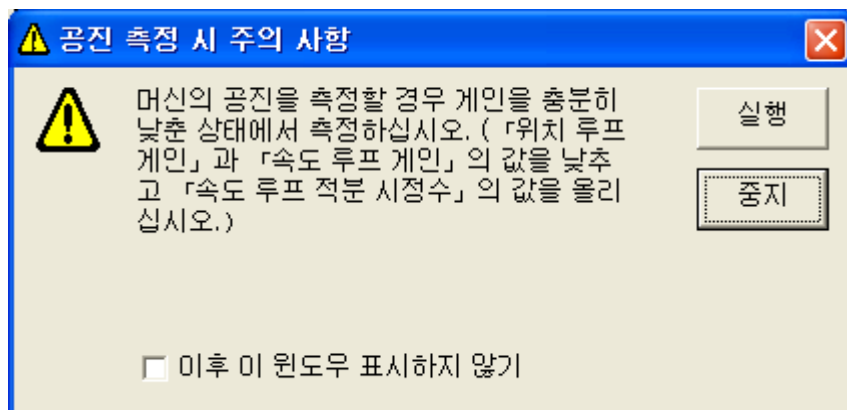 공진 측정 시 주의 사항
머신의 공진을 측정할 경우 게인을 충분히
낮춘 상태에서 측정하십시오. (「위치 루프
게인」과 「속도 루프 게인」의 값을 낮추
고 「속도 루프 적분 시정수」의 값을 올리
십시오.)
실행
중지
이후 이 윈도우 표시하지 않기